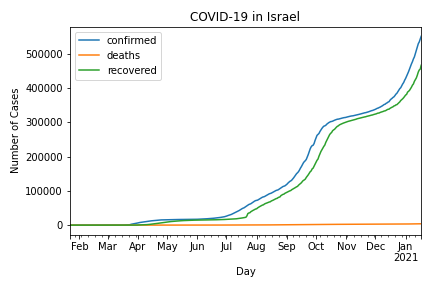 COVID-19 in Israel
confirmed
deaths
recovered
Number of Cases
500000
400000
300000
200000
100000
0
Feb Mar Apr May Jun Jul Aug Sep Oct Nov Dec Jan
2021
Day